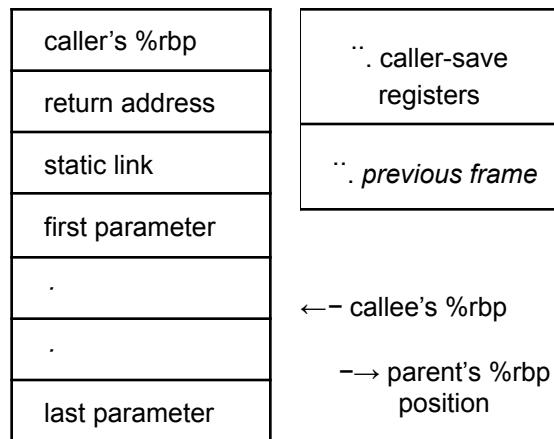 caller's %rbp
return address
static link
first parameter
.
.
last parameter
¨. caller-save
registers
¨. previous frame
←− callee's %rbp
−→ parent's %rbp
position